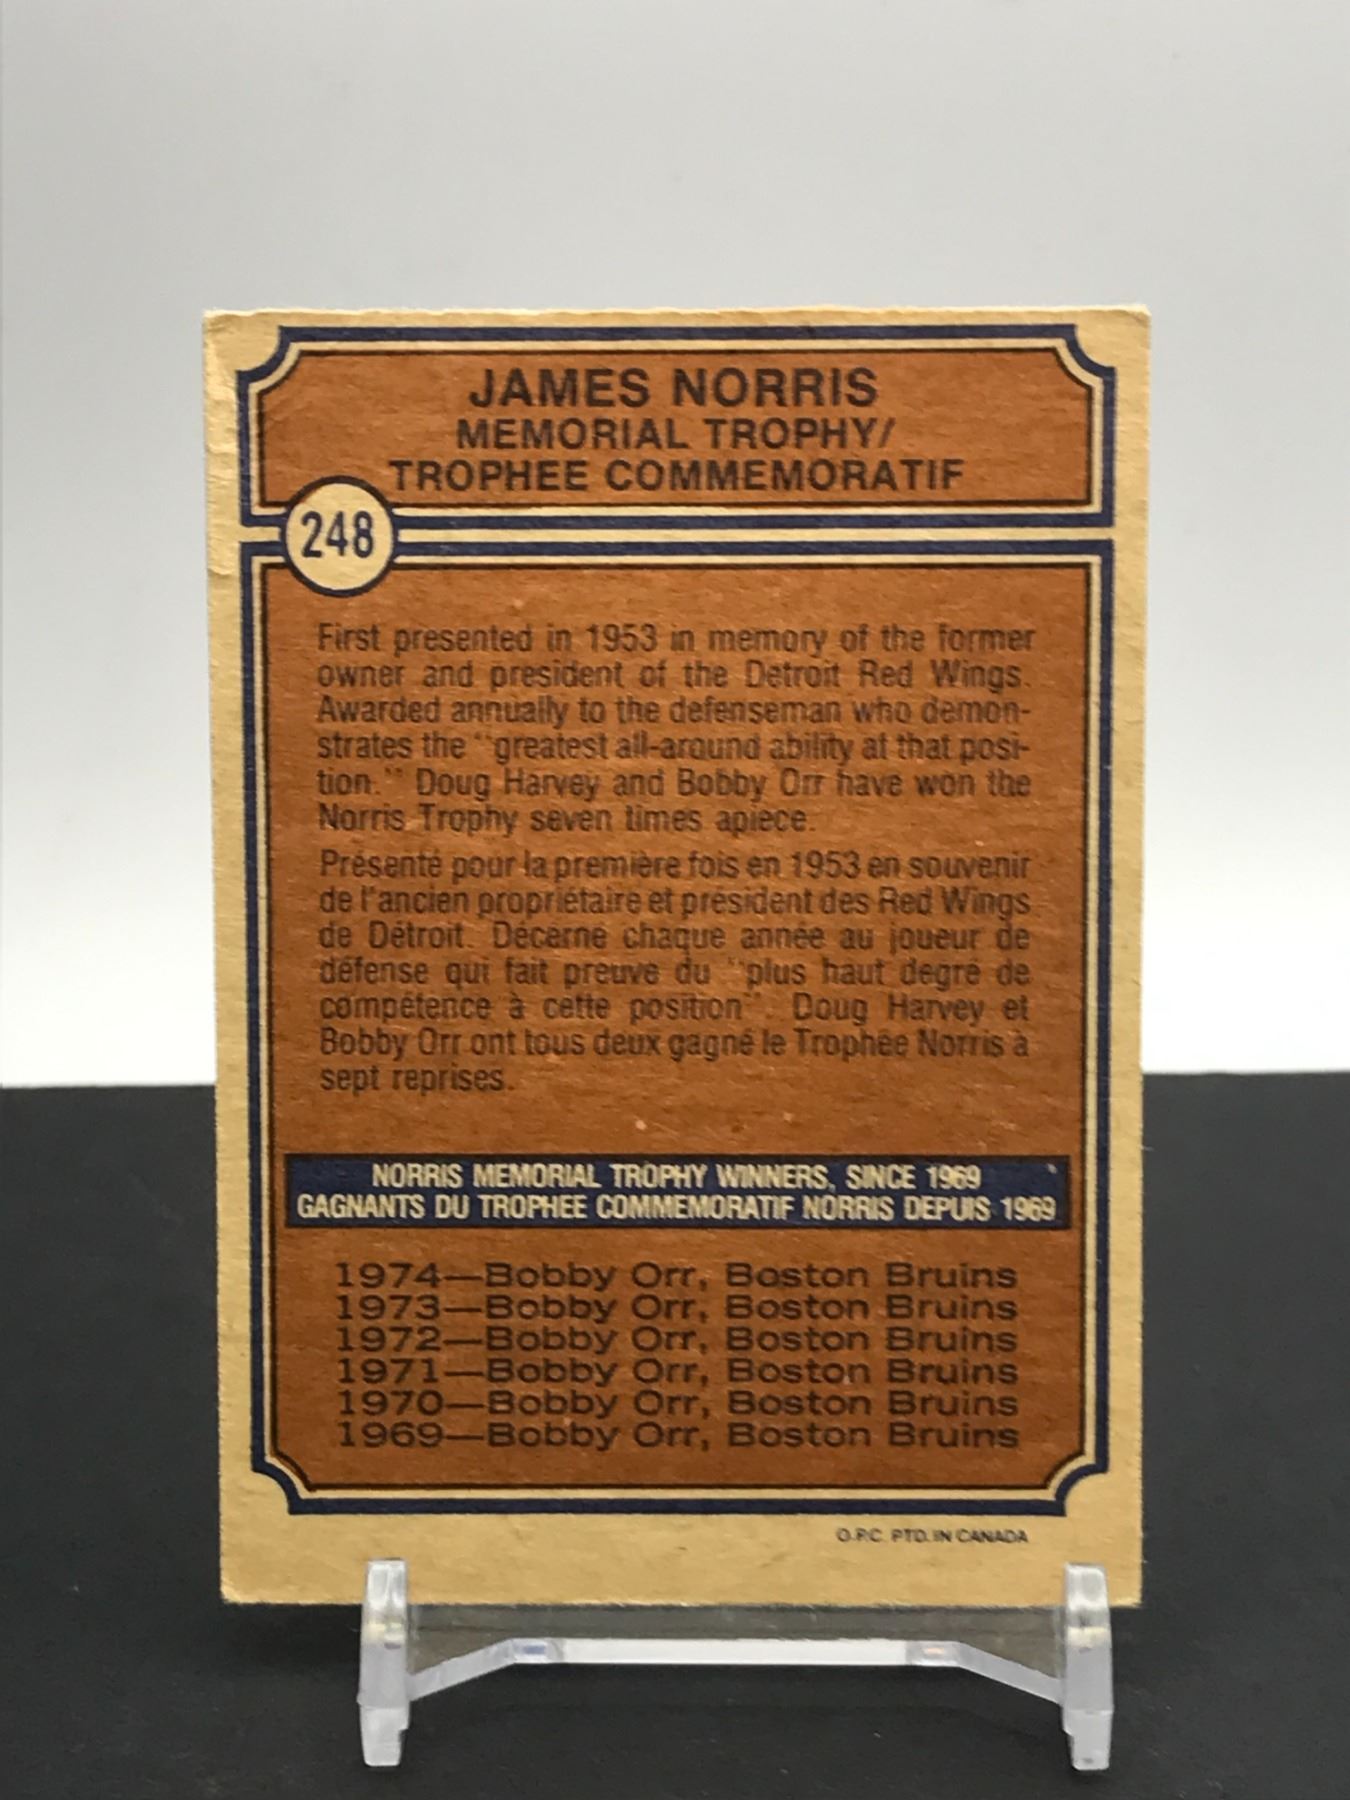 JAMES NORRIS
MEMORIAL TROPHY/
TROPHEE COMMEMORATIF
248
First presented in 1953 in memory of the former
owner and president of the Detroit Red Wings.
Awarded annually to the defenseman who demon-
strates the "greatest all-around ability at that posi-
tion." Doug Harvey and Bobby Orr have won the
Norris Trophy seven times apiece.
Présenté pour la première fois en 1953 en souvenir
de l'ancien propriétaire et président des Red Wings
de Détroit. Décerné chaque année au joueur de
défense qui fait preuve du "plus haut degré de
compétence à cette position". Doug Harvey et
Bobby Orr ont tous deux gagné le Trophée Norris à
sept reprises.
NORRIS MEMORIAL TROPHY WINNERS, SINCE 1969
GAGNANTS DU TROPHEE COMMEMORATIF NORRIS DEPUIS 1969
1974—Bobby Orr, Boston Bruins
1973—Bobby Orr, Boston Bruins
1972—Bobby Orr, Boston Bruins
1971—Bobby Orr, Boston Bruins
1970—Bobby Orr, Boston Bruins
1969—Bobby Orr, Boston Bruins
O.P.C. PTD. IN CANADA